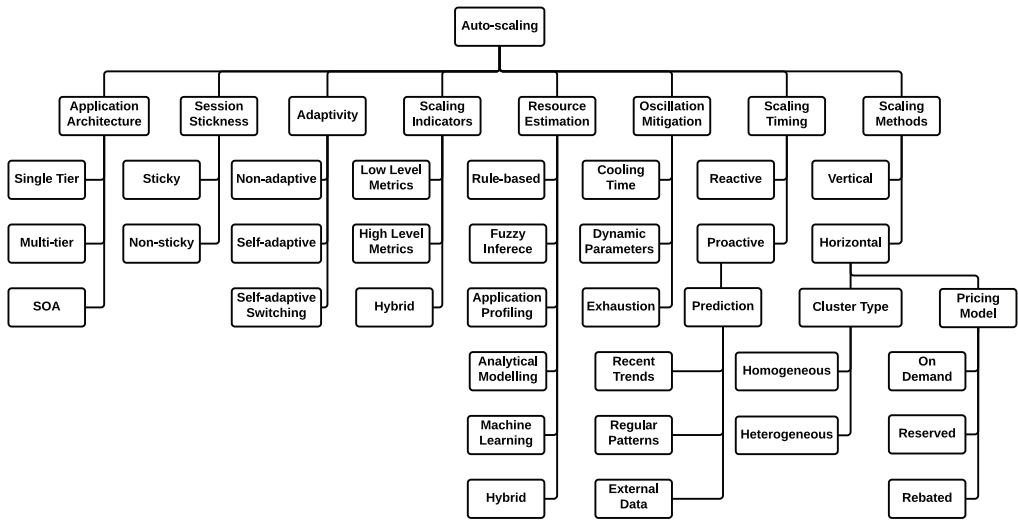 Auto-scaling
Application
Architecture
Session
Stickness
Adaptivity
Scaling
Indicators
Resource
Estimation
Oscillation
Mitigation
Scaling
Timing
Scaling
Methods
Single Tier
Sticky
Non-adaptive
Low Level
Metrics
Rule-based
Cooling
Time
Reactive
Vertical
Multi-tier
Non-sticky
Self-adaptive
High Level
Metrics
Fuzzy
Inferece
Dynamic
Parameters
Proactive
Horizontal
SOA
Self-adaptive
Switching
Hybrid
Application
Profiling
Exhaustion
Prediction
Cluster Type
Pricing
Model
Analytical
Modelling
Recent
Trends
Homogneous
On
Demand
Machine
Learning
Regular
Patterns
Heterogneous
Reserved
Hybrid
External
Data
Rebated